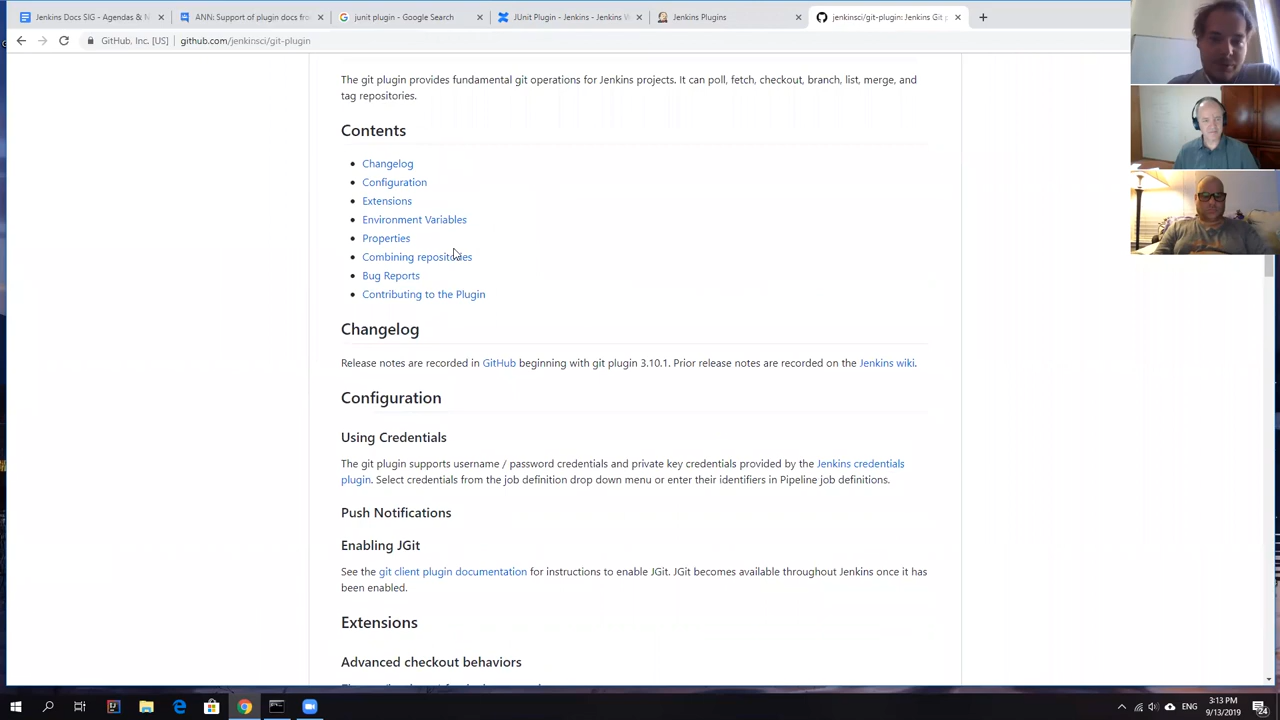 Jenkins Docs SIG - Agendas & N
ANN: Support of plugin docs fro
junit plugin - Google Search
JUnit Plugin - Jenkins - Jenkins W
Jenkins Plugins
jenkinsci/git-plugin: Jenkins Git p
GitHub, Inc. [US] github.com/jenkinsci/git-plugin
The git plugin provides fundamental git operations for Jenkins projects. It can poll, fetch, checkout, branch, list, merge, and
tag repositories.
Contents
Changelog
Configuration
Extensions
Environment Variables
Properties
Combining repositories
Bug Reports
Contributing to the Plugin
Changelog
Release notes are recorded in GitHub beginning with git plugin 3.10.1. Prior release notes are recorded on the Jenkins wiki.
Configuration
Using Credentials
The git plugin supports username / password credentials and private key credentials provided by the Jenkins credentials
plugin. Select credentials from the job definition drop down menu or enter their identifiers in Pipeline job definitions.
Push Notifications
Enabling JGit
See the git client plugin documentation for instructions to enable JGit. JGit becomes available throughout Jenkins once it has
been enabled.
Extensions
Advanced checkout behaviors
ENG
3:13 PM
9/13/2019
24